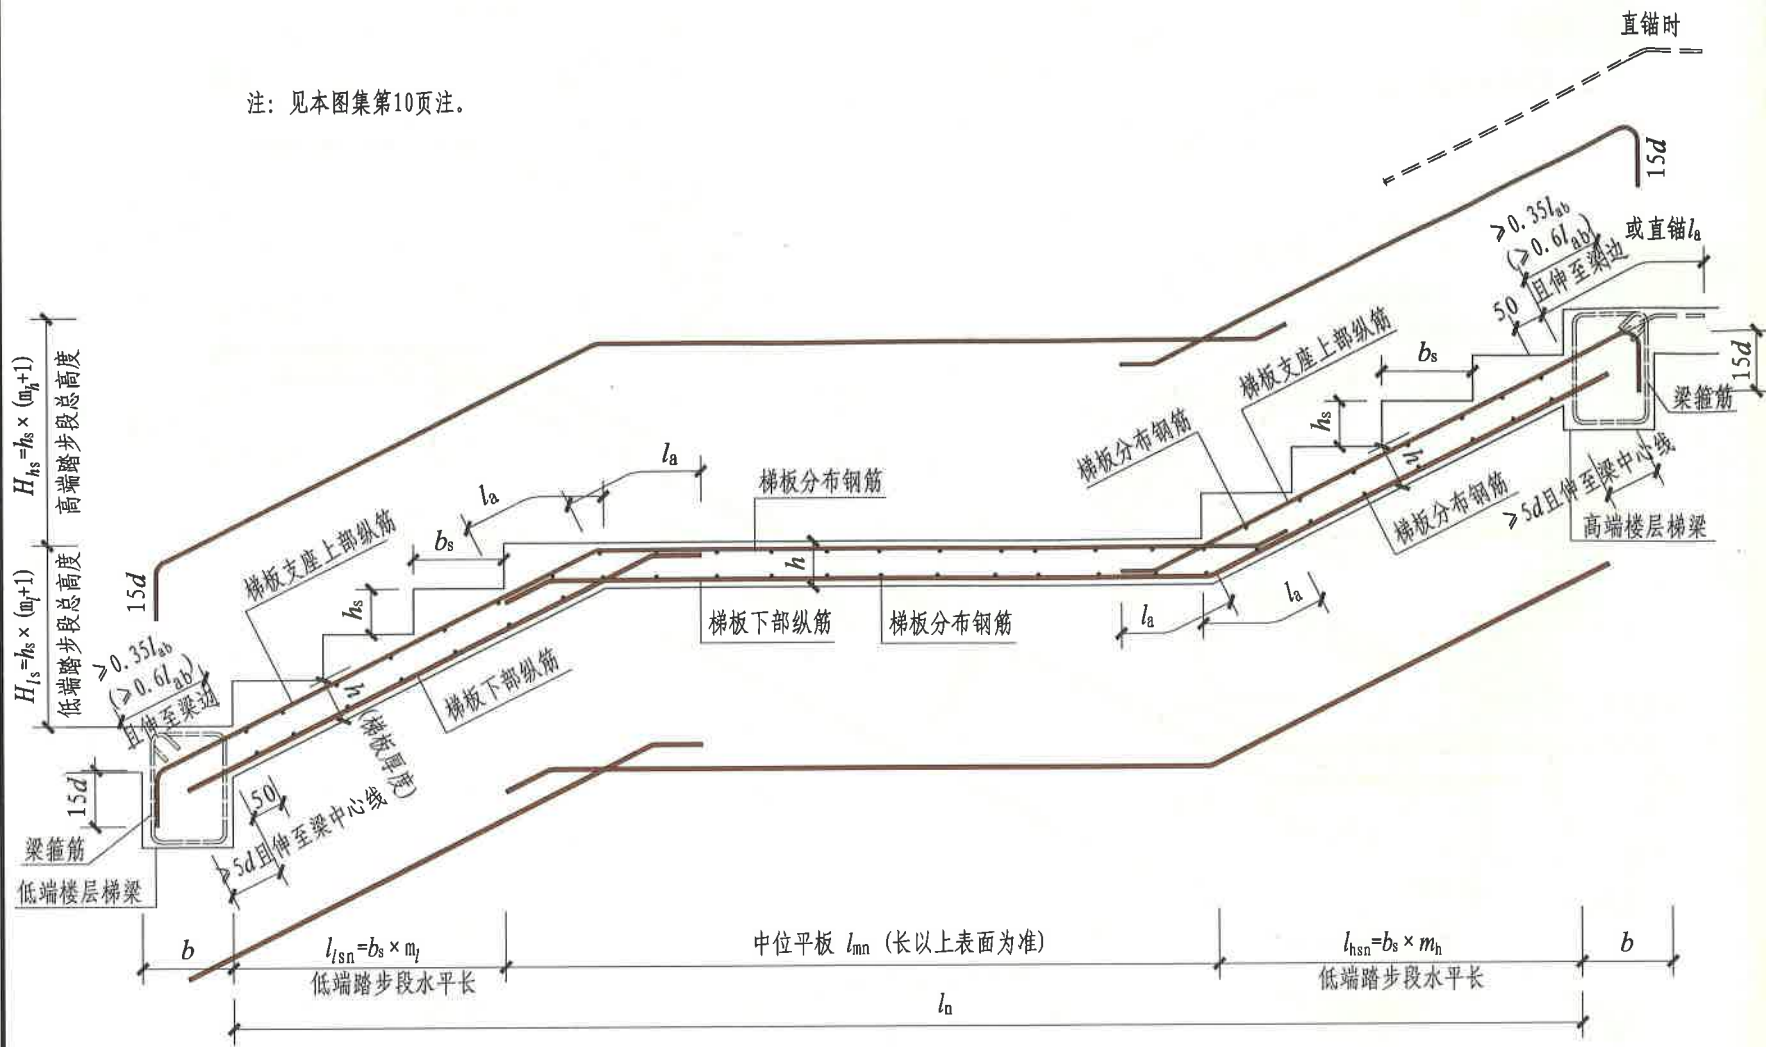 直锚时
注：见本图集第10页注。
15d
≥0.35lab
(≥0.6lab)
且伸至梁边
或直锚la
50
梯板支座上部纵筋
bs
hs
15d
梁箍筋
Hhs=hs×(mh+1)
高端踏步段总高度
梯板分布钢筋
h
梯板分布钢筋
≥5d且伸至梁中心线
高端楼层梯梁
la
la
梯板分布钢筋
bs
梯板支座上部纵筋
h
hs
15d
Hls=hs×(ml+1)
低端踏步段总高度
la
la
梯板下部纵筋
梯板分布钢筋
≥0.35lab
(≥0.6lab)
且伸至梁边
h
(梯板厚度)
梯板下部纵筋
15d
50
≥5d且伸至梁中心线
梁箍筋
低端楼层梯梁
b
llsn=bs×ml
低端踏步段水平长
中位平板 lmn (长以上表面为准)
lhsn=bs×mh
低端踏步段水平长
b
ln